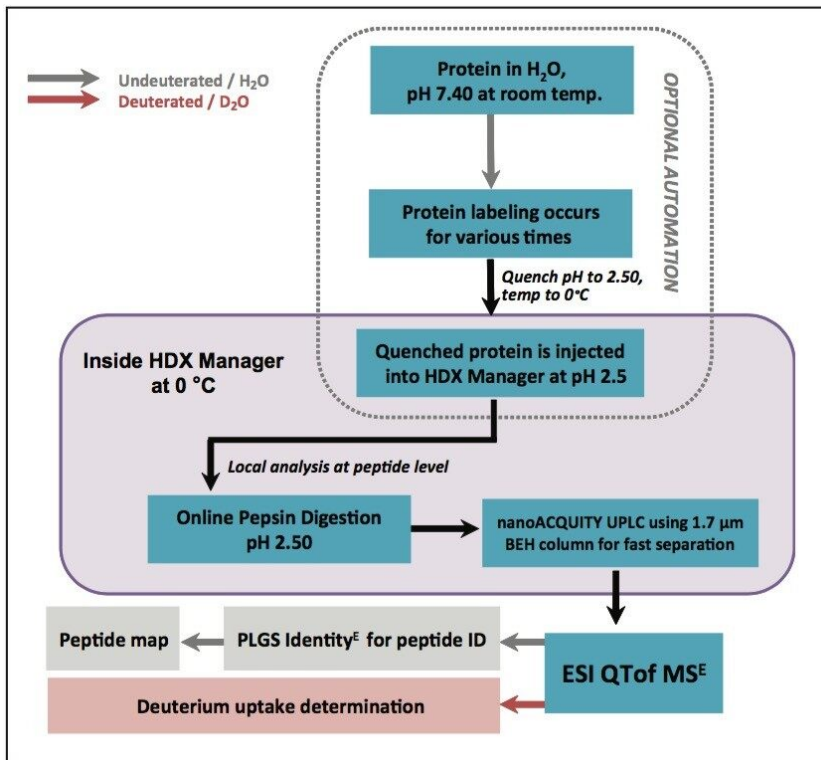 Undeuterated / H₂O
Deuterated / D₂O
Protein in H₂O,
pH 7.40 at room temp.
OPTIONAL AUTOMATION
Protein labeling occurs
for various times
Quench pH to 2.50,
temp to 0°C
Inside HDX Manager
at 0 °C
Quenched protein is injected
into HDX Manager at pH 2.5
Local analysis at peptide level
Online Pepsin Digestion
pH 2.50
nanoACQUITY UPLC using 1.7 µm
BEH column for fast separation
Peptide map
PLGS Identityᴱ for peptide ID
ESI QTof MSᴱ
Deuterium uptake determination